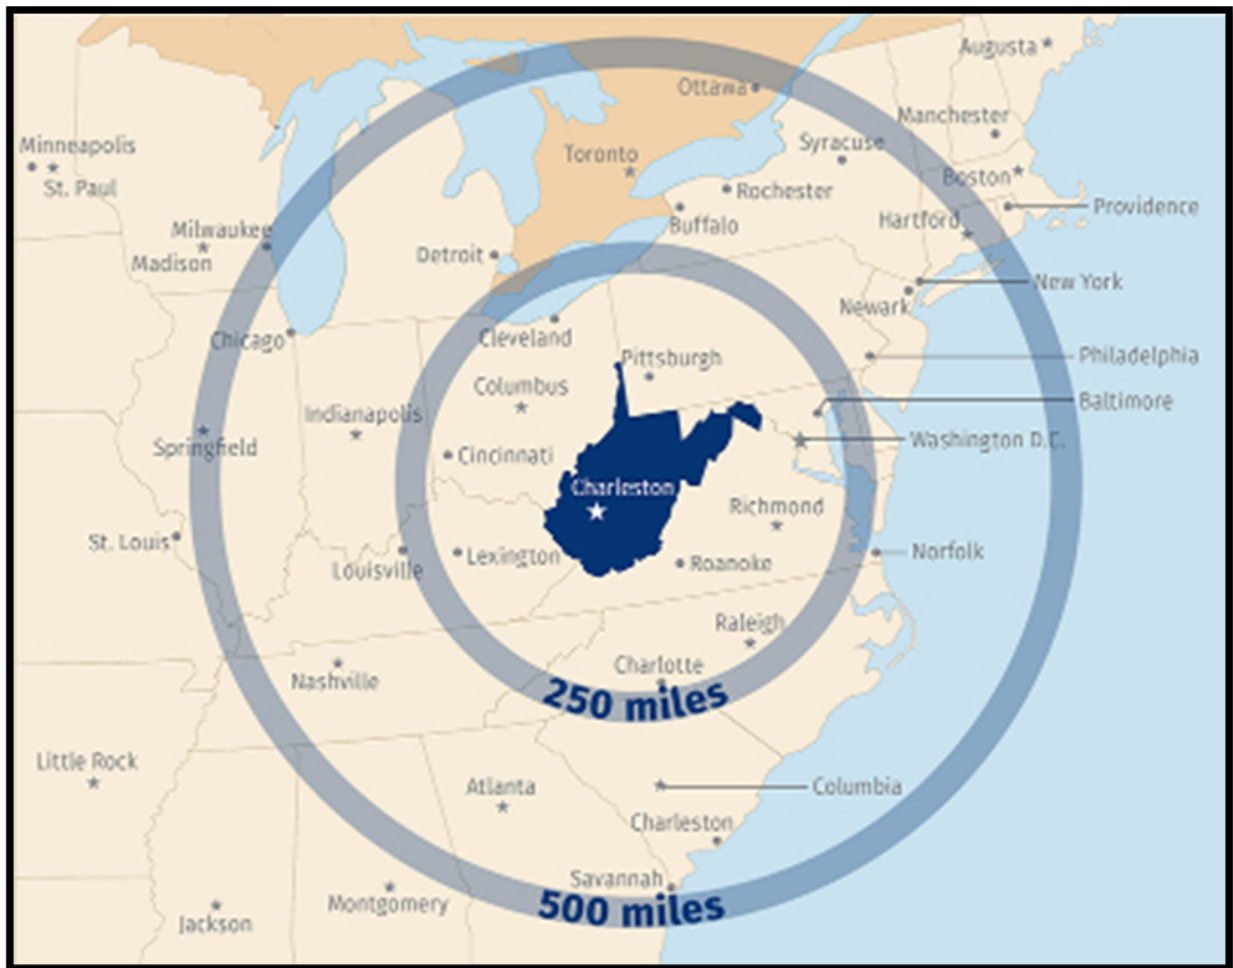 Augusta
Ottawa
Manchester
Minneapolis
Syracuse
Toronto
Boston
St. Paul
Rochester
Providence
Milwaukee
Buffalo
Hartford
Detroit
Madison
New York
Newark
Chicago
Cleveland
Pittsburgh
Philadelphia
Columbus
Baltimore
Indianapolis
Springfield
Cincinnati
Washington D.C.
Charleston
Richmond
St. Louis
Lexington
Norfolk
Louisville
Roanoke
Raleigh
Charlotte
Nashville
250 miles
Little Rock
Atlanta
Columbia
Charleston
Savannah
Montgomery
500 miles
Jackson